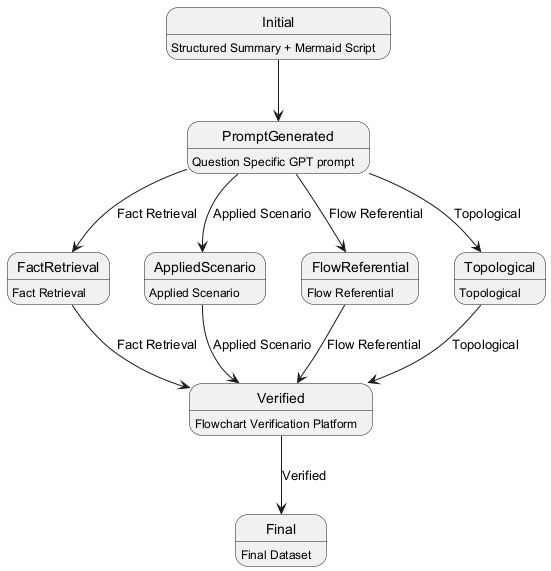 Initial
Structured Summary + Mermaid Script
PromptGenerated
Question Specific GPT prompt
Fact Retrieval
Applied Scenario
Flow Referential
Topological
FactRetrieval
Fact Retrieval
AppliedScenario
Applied Scenario
FlowReferential
Flow Referential
Topological
Topological
Fact Retrieval
Applied Scenario
Flow Referential
Topological
Verified
Flowchart Verification Platform
Verified
Final
Final Dataset